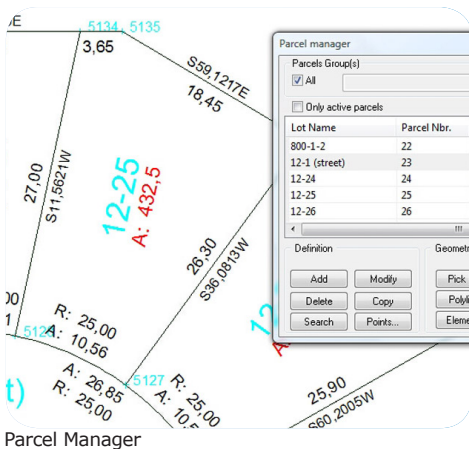 5134 5135
3,65
S59,1217E
18,45
27,00
S11,5621W
12-25
A: 432,5
26,30
S36,0813W
R: 25,00
A: 10,56
5127
A: 26,85
R: 25,00
R: 25,00
25,90
S60,2005W
Parcel manager
Parcels Group(s)
All
Only active parcels
Lot Name Parcel Nbr.
800-1-2 22
12-1 (street) 23
12-24 24
12-25 25
12-26 26
Definition
Add Modify Pick
Delete Copy
Search Points...
Parcel Manager